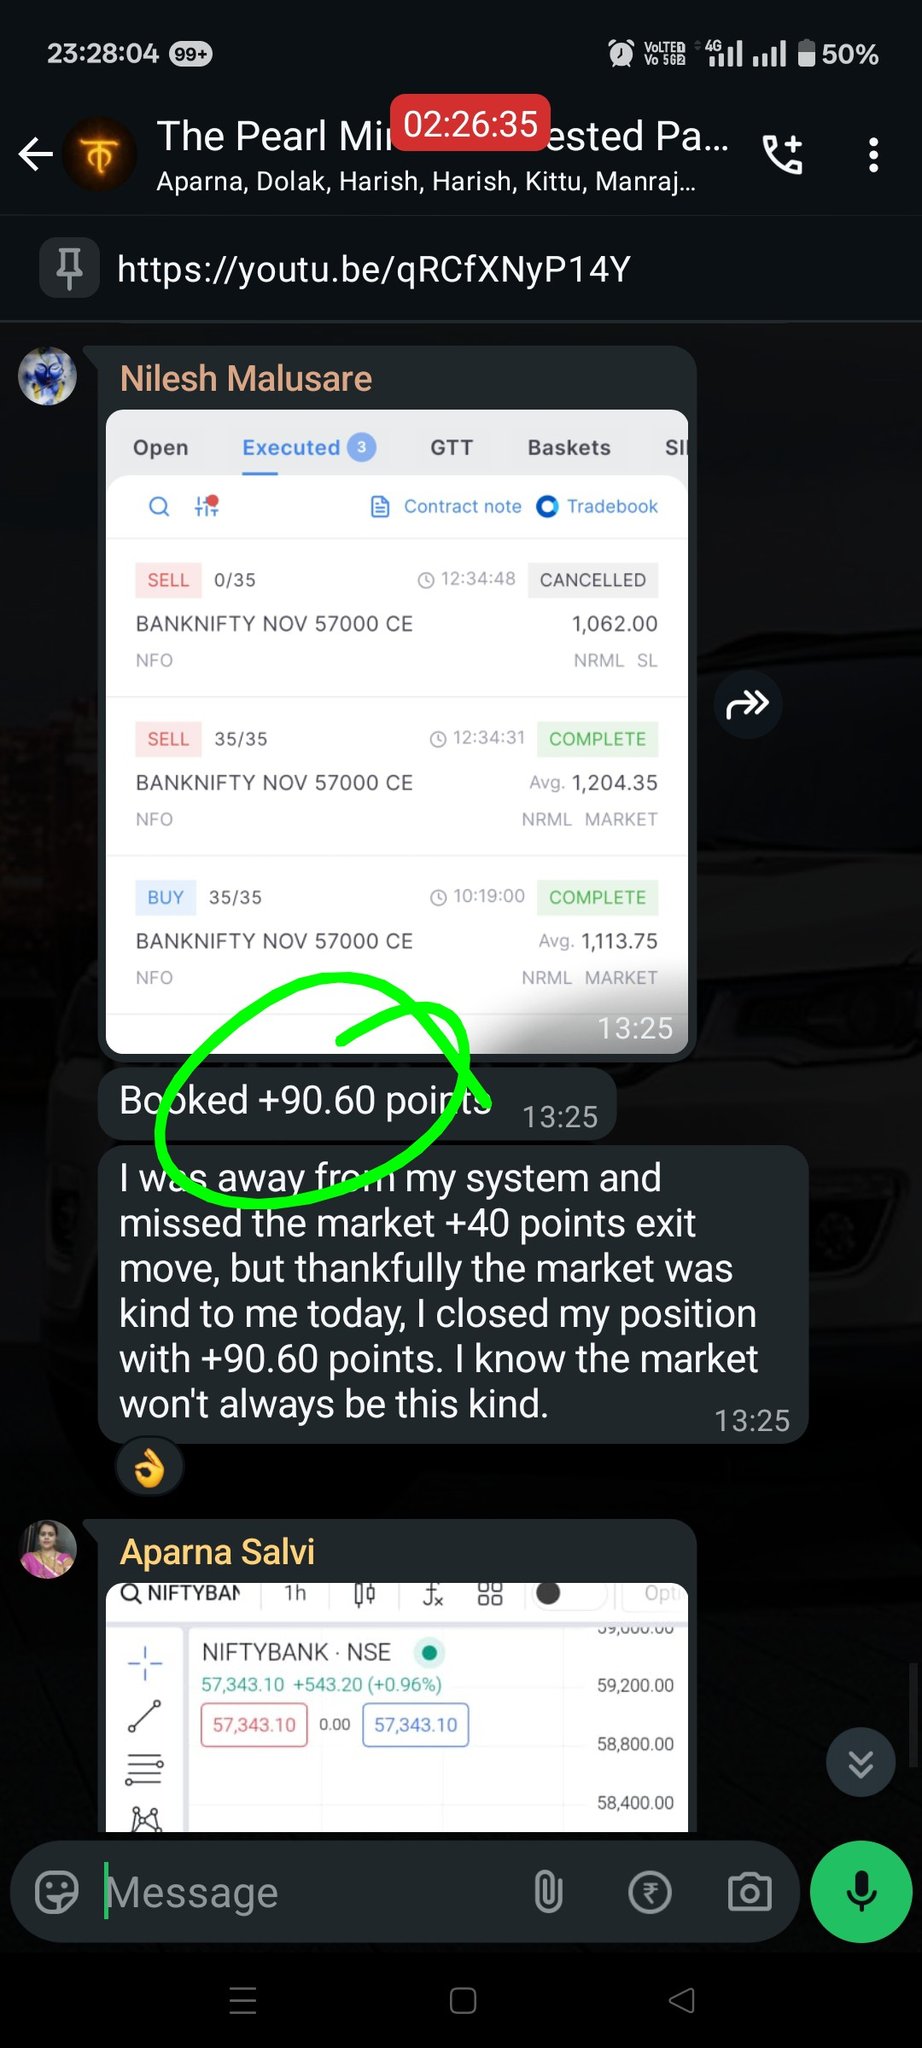 23:28:04 99+
VoLTE1 Vo 5G2 4G 50%
02:26:35
The Pearl Mi ested Pa...
Aparna, Dolak, Harish, Harish, Kittu, Manraj...
https://youtu.be/qRCfXNyP14Y
Nilesh Malusare
Open Executed 3 GTT Baskets SI
Contract note Tradebook
SELL 0/35 12:34:48 CANCELLED
BANKNIFTY NOV 57000 CE 1,062.00
NFO NRML SL
SELL 35/35 12:34:31 COMPLETE
BANKNIFTY NOV 57000 CE Avg. 1,204.35
NFO NRML MARKET
BUY 35/35 10:19:00 COMPLETE
BANKNIFTY NOV 57000 CE Avg. 1,113.75
NFO NRML MARKET
13:25
Booked +90.60 points 13:25
I was away from my system and
missed the market +40 points exit
move, but thankfully the market was
kind to me today, I closed my position
with +90.60 points. I know the market
won't always be this kind. 13:25
Aparna Salvi
NIFTYBAN 1h fx Opti
NIFTYBANK · NSE 59,600.00
57,343.10 +543.20 (+0.96%) 59,200.00
57,343.10 0.00 57,343.10
58,800.00
58,400.00
Message